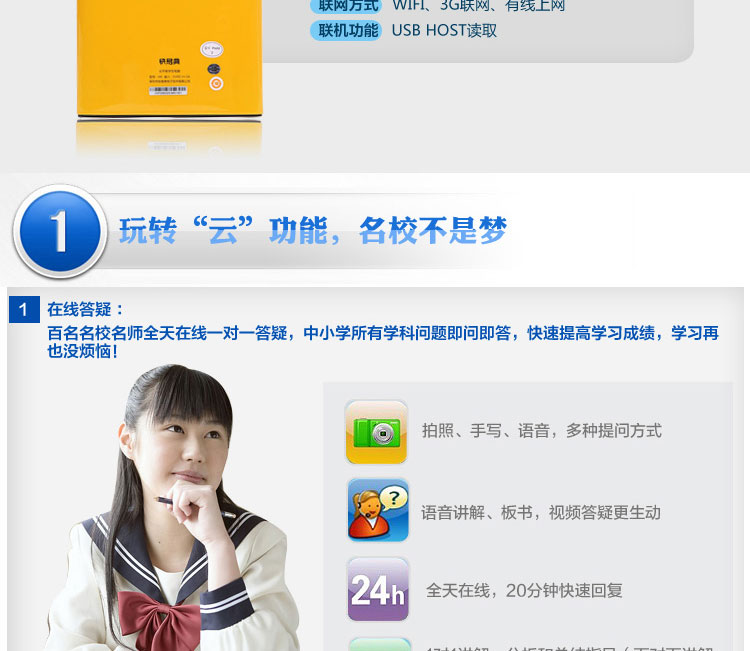 联网方式 WIFI、3G联网、有线上网
联机功能 USB HOST读取
1 玩转“云”功能，名校不是梦
1 在线答疑：
百名名校名师全天在线一对一答疑，中小学所有学科问题即问即答，快速提高学习成绩，学习再
也没烦恼！
拍照、手写、语音，多种提问方式
?
语音讲解、板书，视频答疑更生动
24h
全天在线，20分钟快速回复